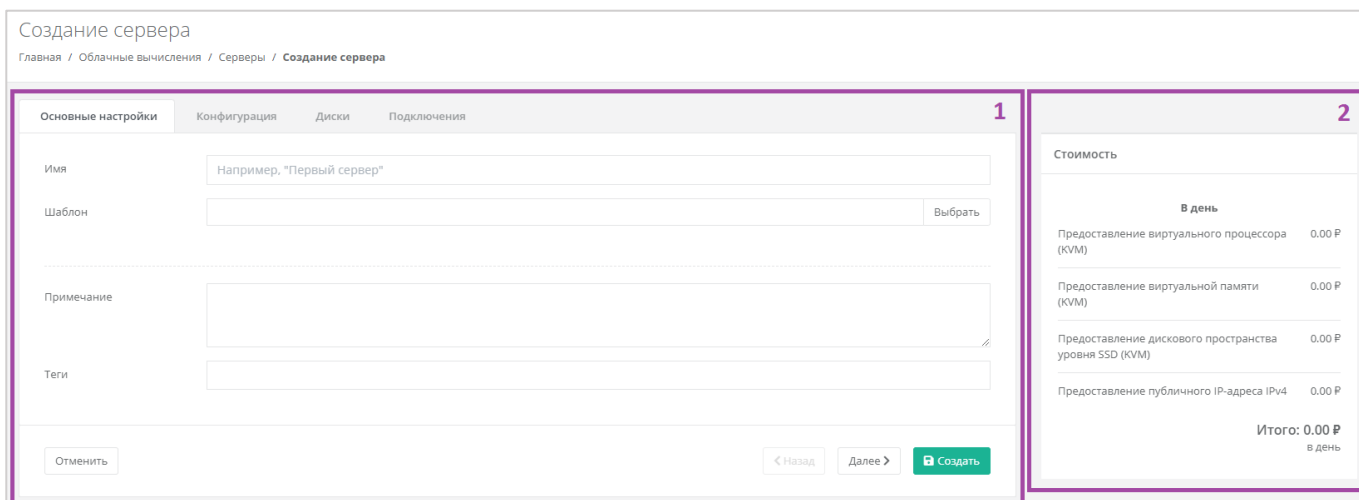 Создание сервера
Главная / Облачные вычисления / Серверы / Создание сервера
Основные настройки Конфигурация Диски Подключения 1
Имя Например, "Первый сервер"
Шаблон Выбрать
Примечание
Теги
Отменить Назад Далее Создать
2
Стоимость
В день
Предоставление виртуального процессора 0.00 ₽
(KVM)
Предоставление виртуальной памяти 0.00 ₽
(KVM)
Предоставление дискового пространства 0.00 ₽
уровня SSD (KVM)
Предоставление публичного IP-адреса IPv4 0.00 ₽
Итого: 0.00 ₽
в день